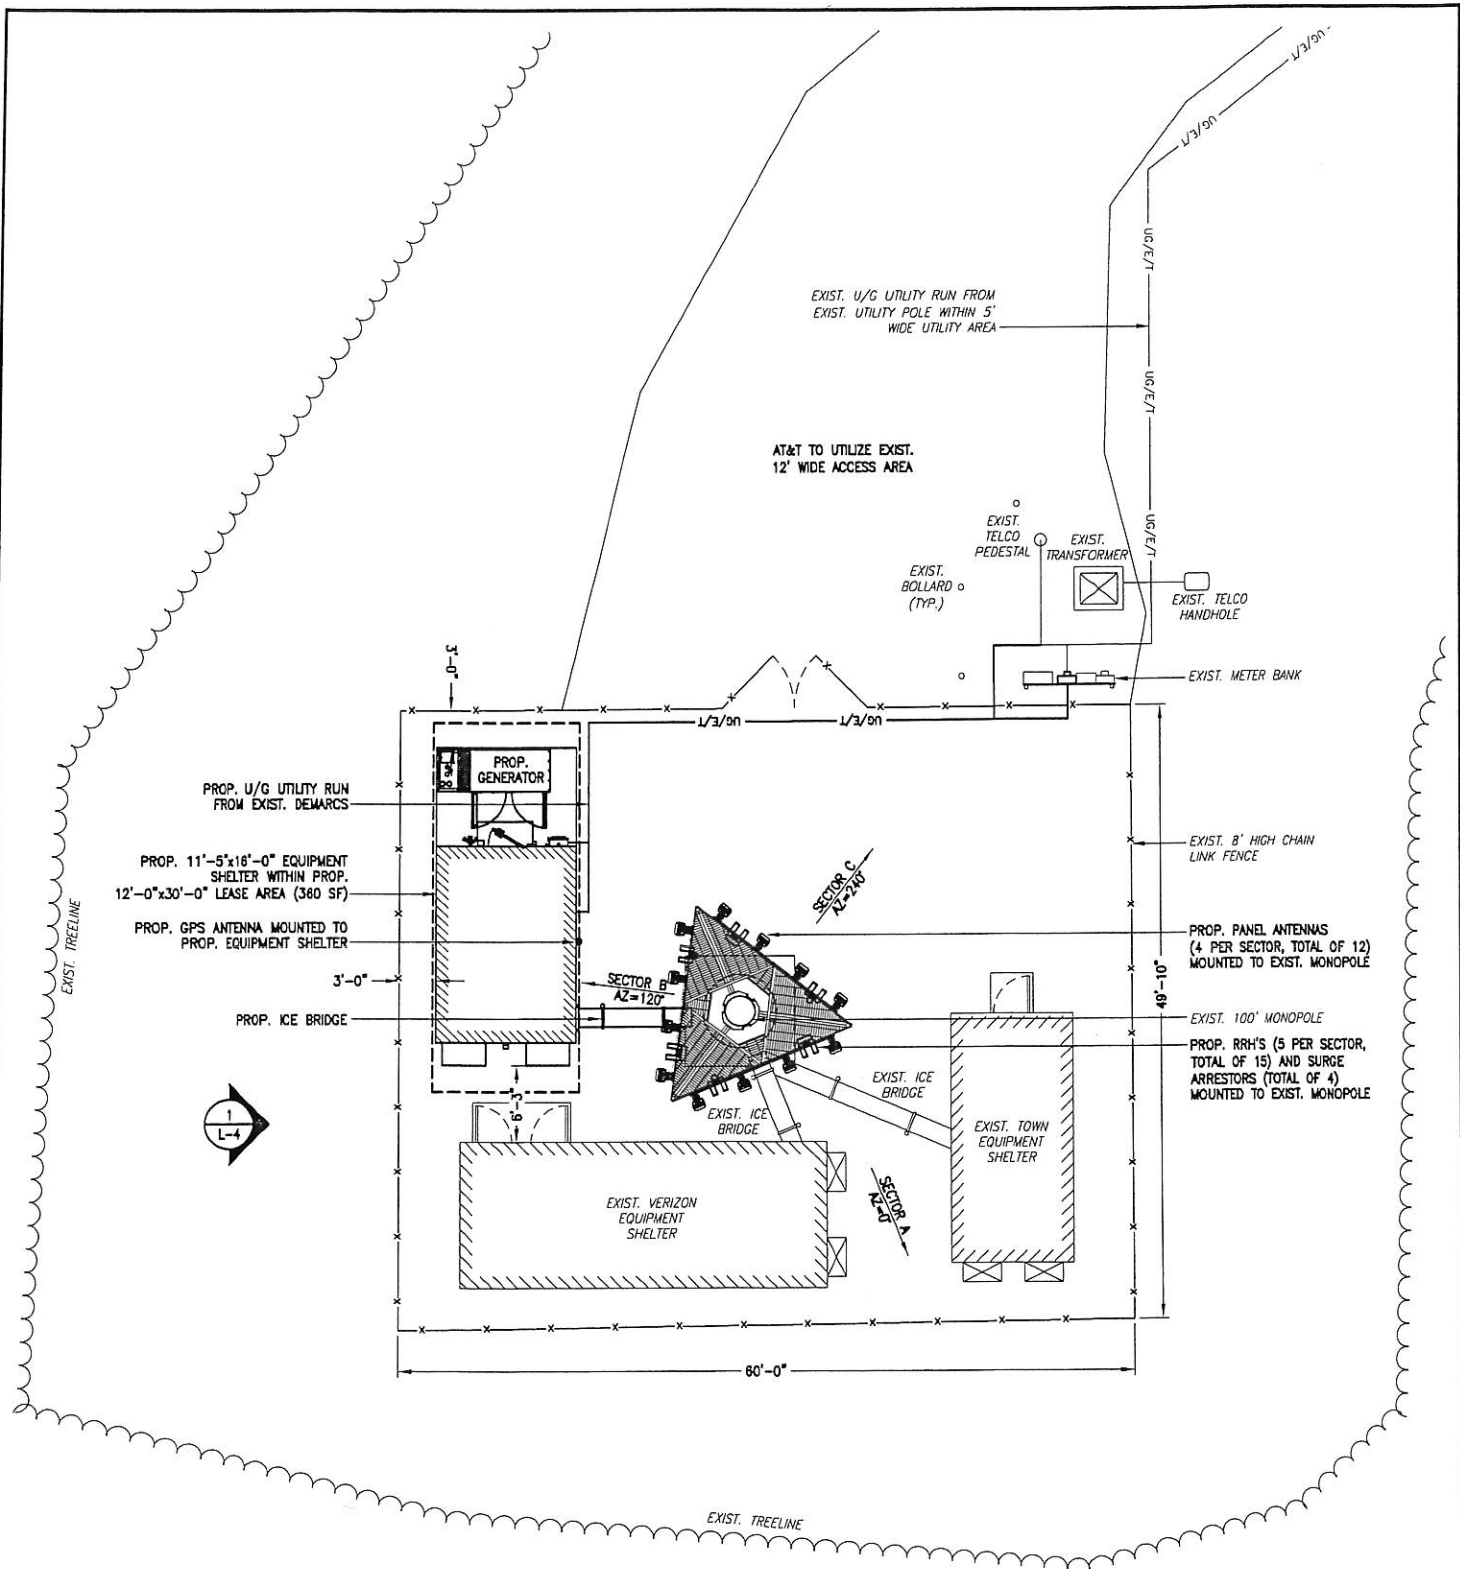 UG/E/T
UG/E/T
UG/E/T
EXIST. U/G UTILITY RUN FROM
EXIST. UTILITY POLE WITHIN 5'
WIDE UTILITY AREA
UG/E/T
AT&T TO UTILIZE EXIST.
12' WIDE ACCESS AREA
UG/E/T
EXIST.
TELCO
PEDESTAL
EXIST.
TRANSFORMER
EXIST.
BOLLARD
(TYP.)
EXIST. TELCO
HANDHOLE
3'-0"
EXIST. METER BANK
UG/E/T
UG/E/T
PROP.
GENERATOR
PROP. U/G UTILITY RUN
FROM EXIST. DEMARCS
EXIST. 8' HIGH CHAIN
LINK FENCE
PROP. 11'-5"x16'-0" EQUIPMENT
SHELTER WITHIN PROP.
12'-0"x30'-0" LEASE AREA (360 SF)
SECTOR C
AZ=240°
EXIST. TREELINE
PROP. GPS ANTENNA MOUNTED TO
PROP. EQUIPMENT SHELTER
PROP. PANEL ANTENNAS
(4 PER SECTOR, TOTAL OF 12)
MOUNTED TO EXIST. MONOPOLE
3'-0"
SECTOR B
AZ=120°
49'-10"
PROP. ICE BRIDGE
EXIST. 100' MONOPOLE
PROP. RRH'S (5 PER SECTOR,
TOTAL OF 15) AND SURGE
ARRESTORS (TOTAL OF 4)
MOUNTED TO EXIST. MONOPOLE
EXIST. ICE
BRIDGE
6'-3"
EXIST. ICE
BRIDGE
1
L-4
EXIST. TOWN
EQUIPMENT
SHELTER
EXIST. VERIZON
EQUIPMENT
SHELTER
SECTOR A
AZ=0°
60'-0"
EXIST. TREELINE